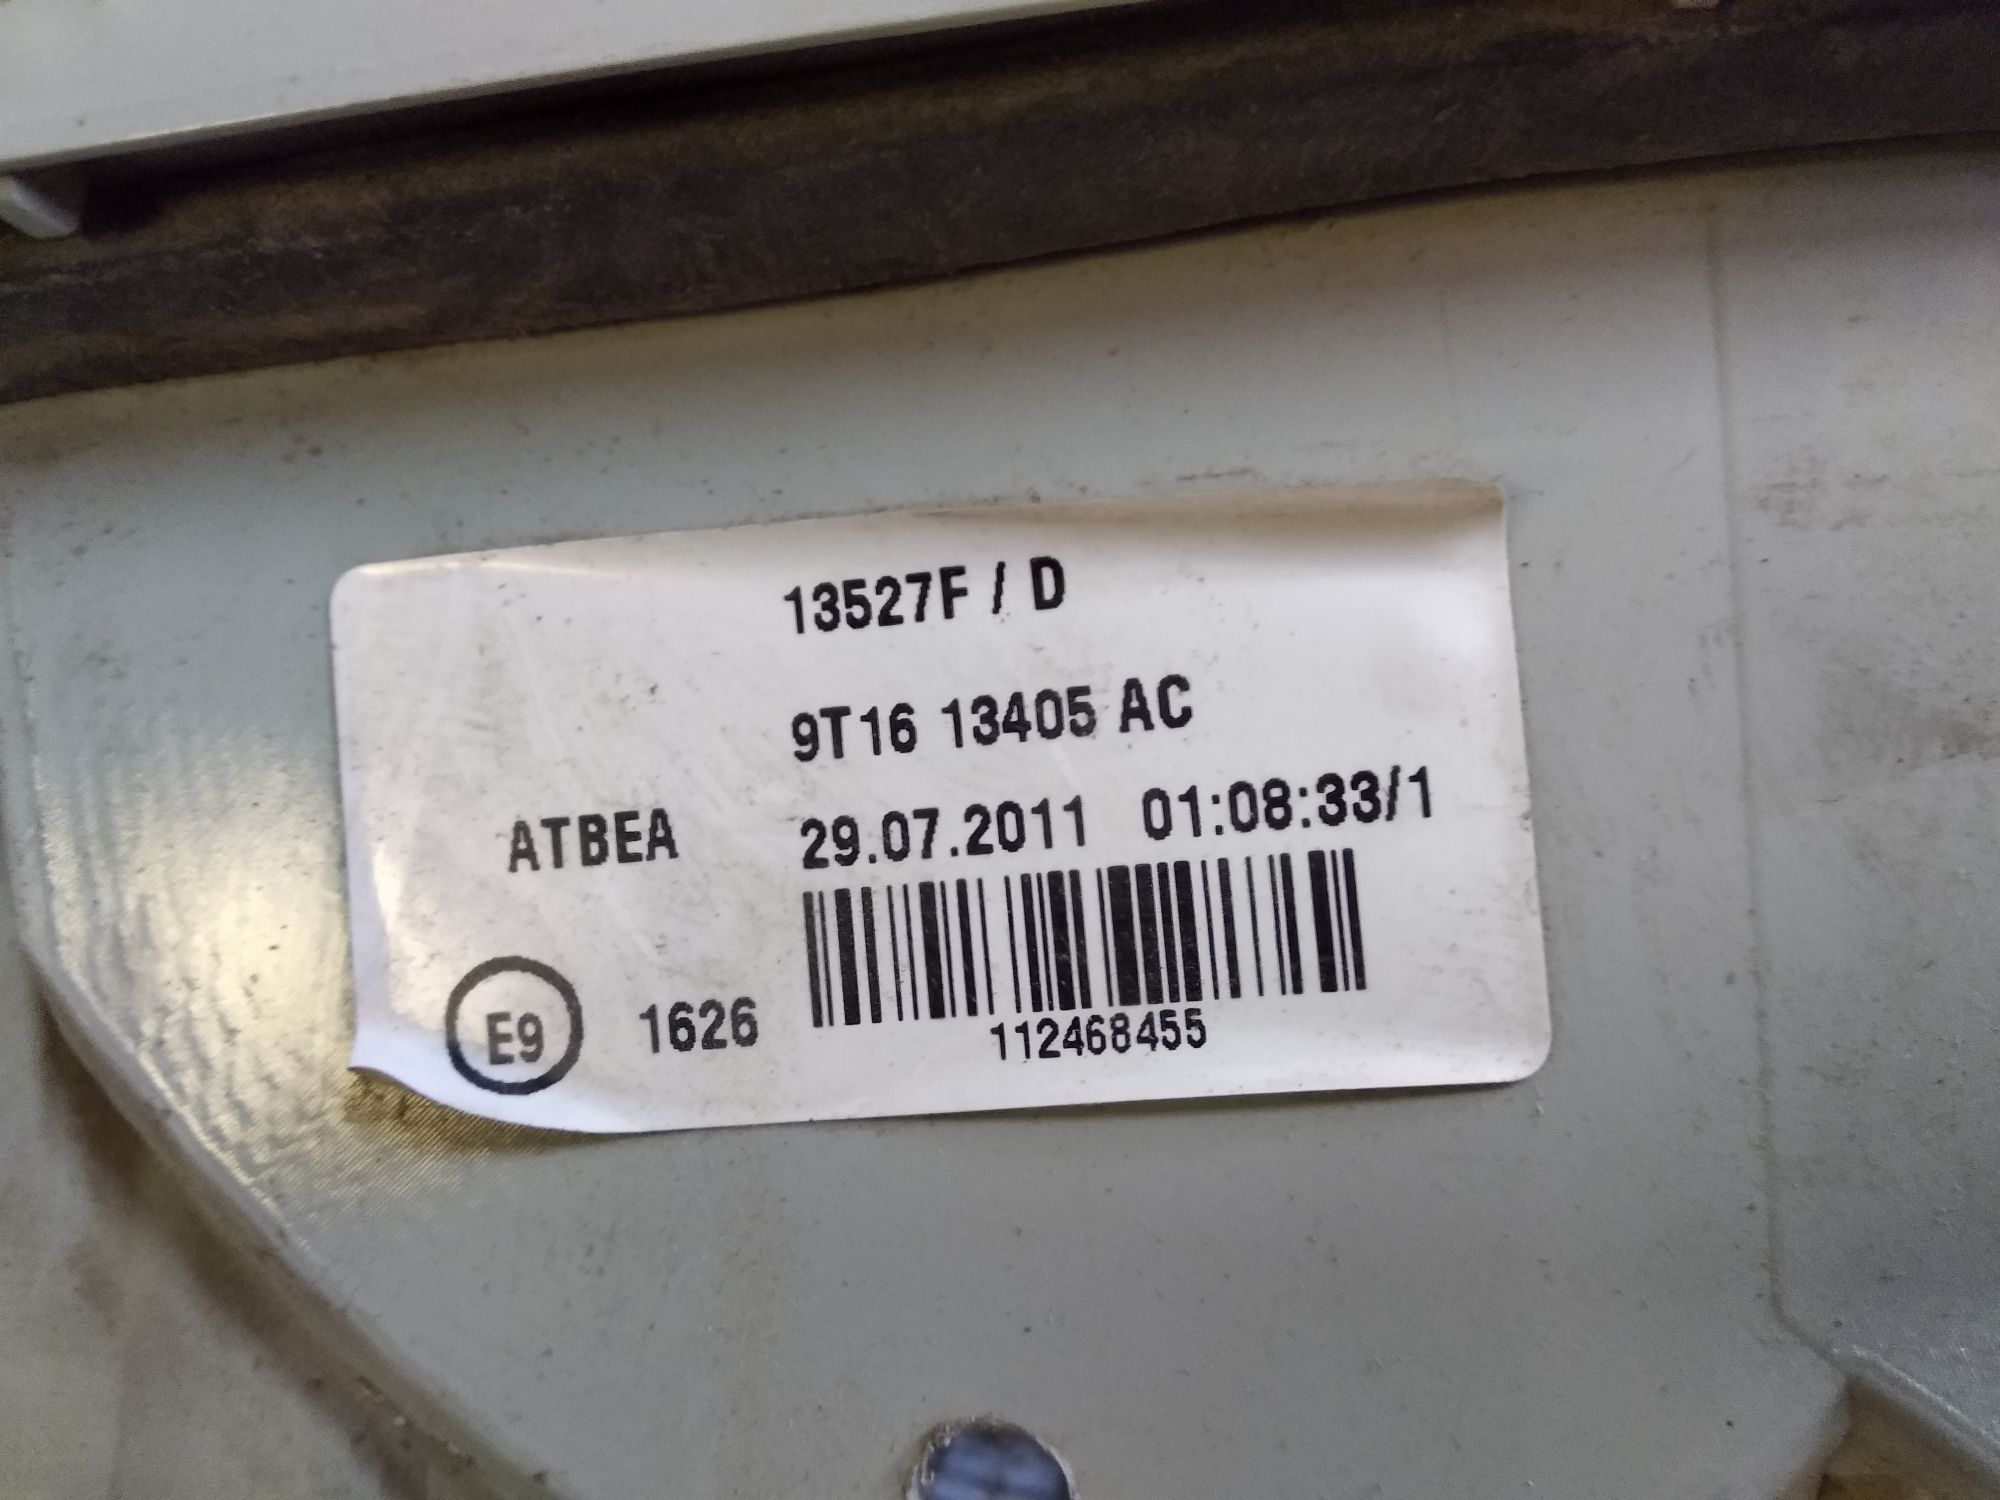 13527F / D
9T16 13405 AC
ATBEA 29.07.2011 01:08:33/1
E9 1626
112468455